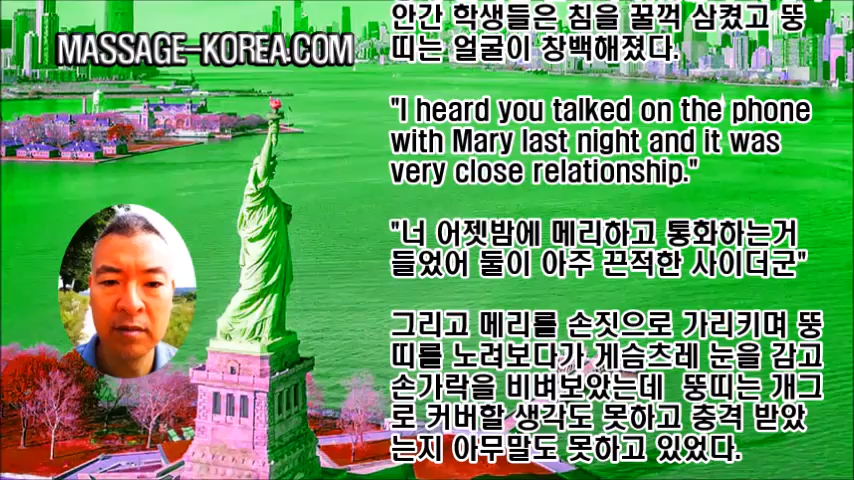 MASSAGE-KOREA.COM
안간 학생들은 침을 꿀꺽 삼켰고 뚱
띠는 얼굴이 창백해졌다.
"I heard you talked on the phone
with Mary last night and it was
very close relationship."
"너 어젯밤에 메리하고 통화하는거
들었어 둘이 아주 끈적한 사이더군"
그리고 메리를 손짓으로 가리키며 뚱
띠를 노려보다가 게슴츠레 눈을 감고
손가락을 비벼보았는데 뚱띠는 개그
로 커버할 생각도 못하고 충격 받았
는지 아무말도 못하고 있었다.